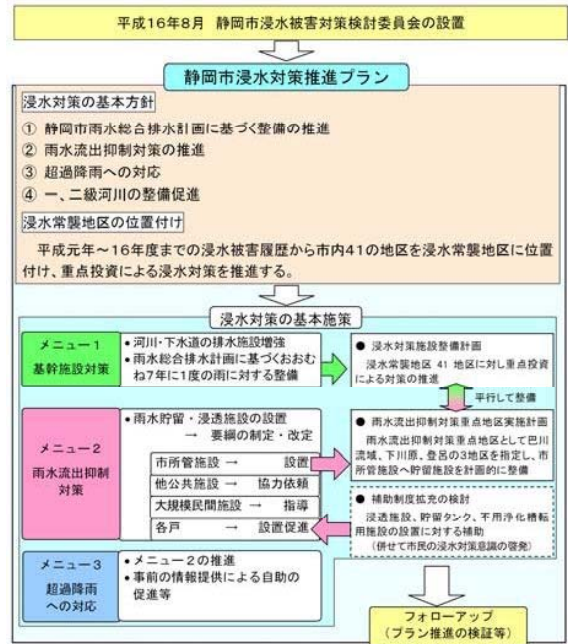 平成16年8月 静岡市浸水被害対策検討委員会の設置
静岡市浸水対策推進プラン
浸水対策の基本方針
① 静岡市雨水総合排水計画に基づく整備の推進
② 雨水流出抑制対策の推進
③ 超過降雨への対応
④ 一、二級河川の整備促進
浸水常襲地区の位置付け
平成元年～16年度までの浸水被害履歴から市内41の地区を浸水常襲地区に位置
付け、重点投資による浸水対策を推進する。
浸水対策の基本施策
メニュー1
基幹施設対策
● 河川・下水道の排水施設増強
● 雨水総合排水計画に基づくおおむ
ね7年に1度の雨に対する整備
● 浸水対策施設整備計画
浸水常襲地区 41 地区に対し重点投資
による対策の推進
平行して整備
メニュー2
雨水流出抑制
対策
● 雨水貯留・浸透施設の設置
→ 要綱の制定・改定
市所管施設 → 設置
他公共施設 → 協力依頼
大規模民間施設 → 指導
各戸 → 設置促進
● 雨水流出抑制対策重点地区実施計画
雨水流出抑制対策重点地区として巴川
流域、下川原、登呂の3地区を指定し、市
所管施設へ貯留施設を計画的に整備
● 補助制度拡充の検討
浸透施設、貯留タンク、不用浄化槽転
用施設の設置に対する補助
(併せて市民の浸水対策意識の啓発)
メニュー3
超過降雨
への対応
● メニュー2の推進
● 事前の情報提供による自助の
促進等
フォローアップ
(プラン推進の検証等)